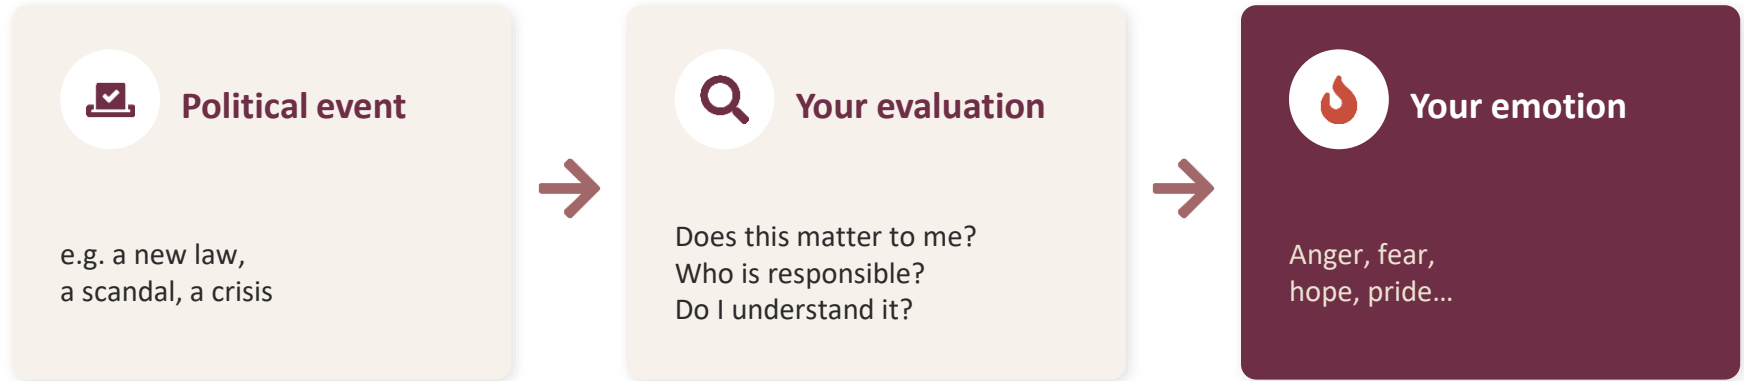 Political event
e.g. a new law,
a scandal, a crisis
Your evaluation
Does this matter to me?
Who is responsible?
Do I understand it?
Your emotion
Anger, fear,
hope, pride…